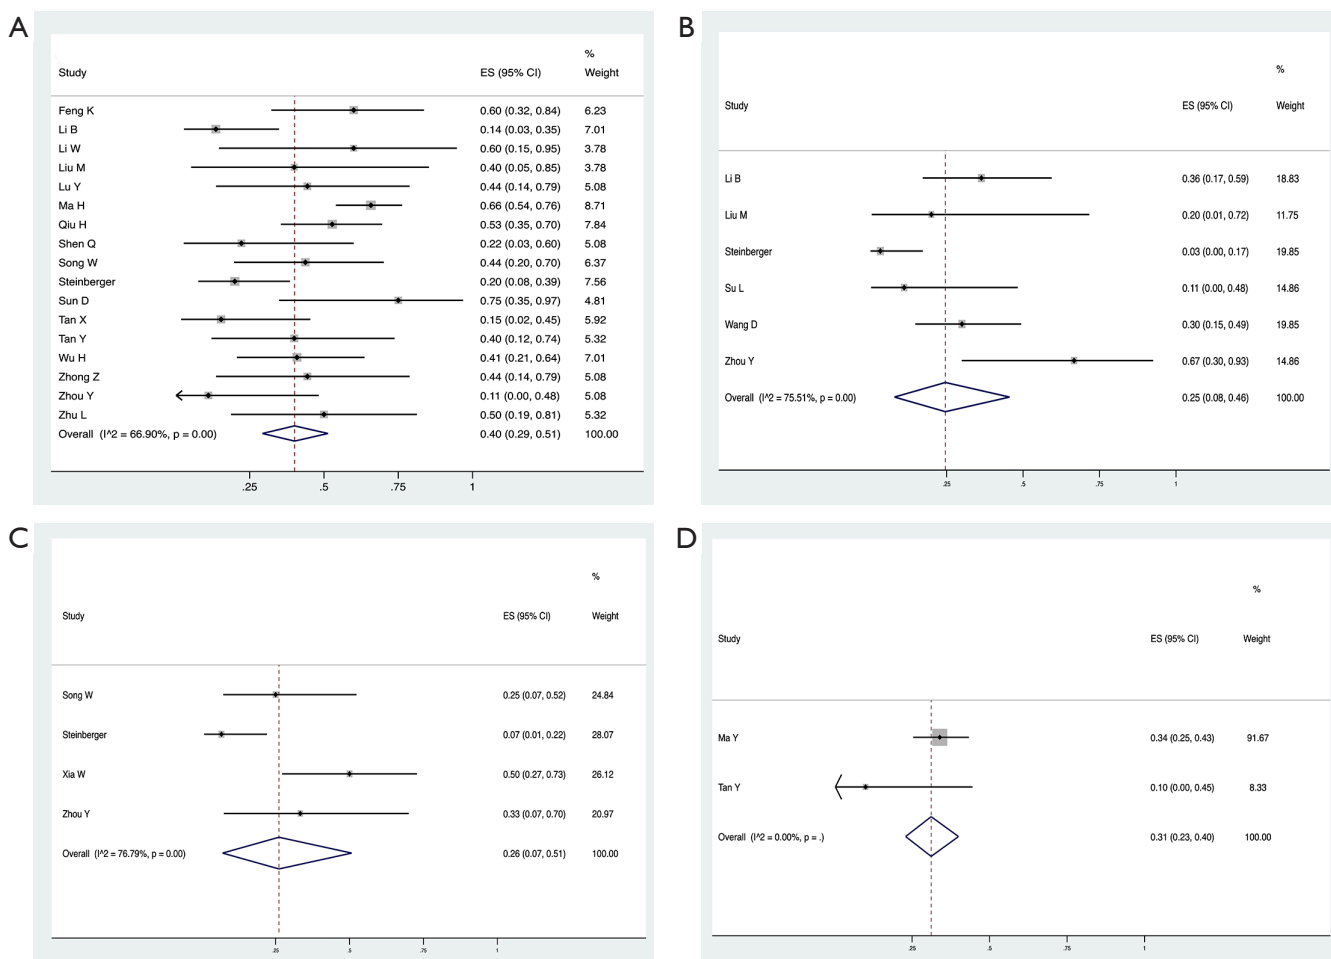 A
%
Study ES (95% CI) Weight
Feng K 0.60 (0.32, 0.84) 6.23
Li B 0.14 (0.03, 0.35) 7.01
Li W 0.60 (0.15, 0.95) 3.78
Liu M 0.40 (0.05, 0.85) 3.78
Lu Y 0.44 (0.14, 0.79) 5.08
Ma H 0.66 (0.54, 0.76) 8.71
Qiu H 0.53 (0.35, 0.70) 7.84
Shen Q 0.22 (0.03, 0.60) 5.08
Song W 0.44 (0.20, 0.70) 6.37
Steinberger 0.20 (0.08, 0.39) 7.56
Sun D 0.75 (0.35, 0.97) 4.81
Tan X 0.15 (0.02, 0.45) 5.92
Tan Y 0.40 (0.12, 0.74) 5.32
Wu H 0.41 (0.21, 0.64) 7.01
Zhong Z 0.44 (0.14, 0.79) 5.08
Zhou Y 0.11 (0.00, 0.48) 5.08
Zhu L 0.50 (0.19, 0.81) 5.32
Overall (I^2 = 66.90%, p = 0.00) 0.40 (0.29, 0.51) 100.00
.25 .5 .75 1
B
%
Study ES (95% CI) Weight
Li B 0.36 (0.17, 0.59) 18.83
Liu M 0.20 (0.01, 0.72) 11.75
Steinberger 0.03 (0.00, 0.17) 19.85
Su L 0.11 (0.00, 0.48) 14.86
Wang D 0.30 (0.15, 0.49) 19.85
Zhou Y 0.67 (0.30, 0.93) 14.86
Overall (I^2 = 75.51%, p = 0.00) 0.25 (0.08, 0.46) 100.00
.25 .5 .75 1
C
%
Study ES (95% CI) Weight
Song W 0.25 (0.07, 0.52) 24.84
Steinberger 0.07 (0.01, 0.22) 28.07
Xia W 0.50 (0.27, 0.73) 26.12
Zhou Y 0.33 (0.07, 0.70) 20.97
Overall (I^2 = 76.79%, p = 0.00) 0.26 (0.07, 0.51) 100.00
.25 .5 .75 1
D
%
Study ES (95% CI) Weight
Ma Y 0.34 (0.25, 0.43) 91.67
Tan Y 0.10 (0.00, 0.45) 8.33
Overall (I^2 = 0.00%, p = .) 0.31 (0.23, 0.40) 100.00
.25 .5 .75 1